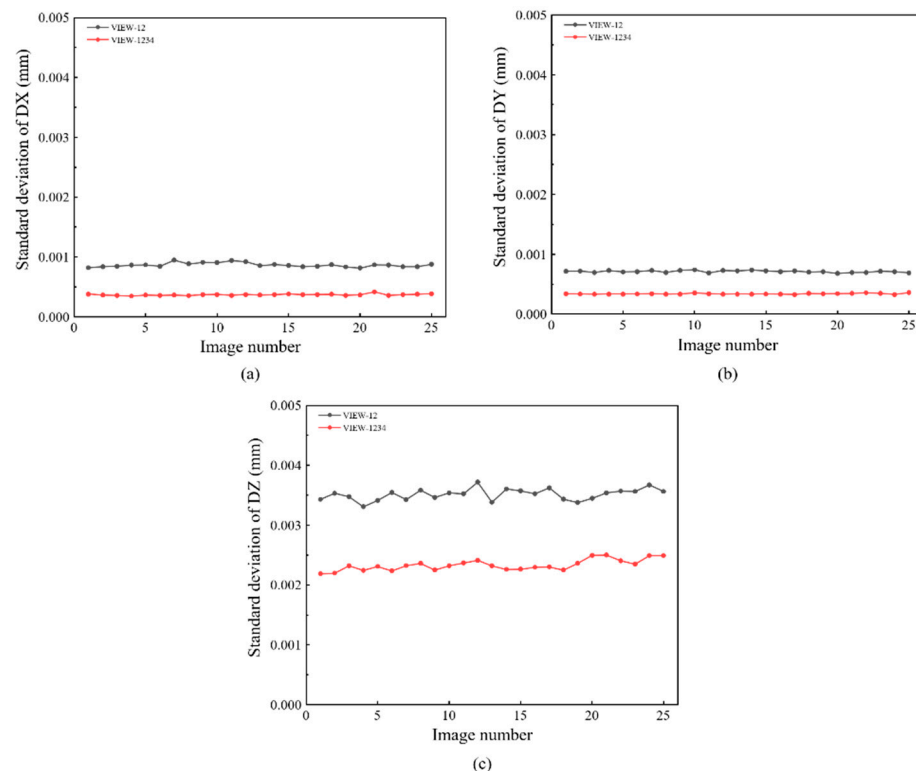 0.005
VIEW-12
VIEW-1234
0.004
0.003
0.002
0.001
0.000
Standard deviation of DX (mm)
0 5 10 15 20 25
Image number
(a)
0.005
VIEW-12
VIEW-1234
0.004
0.003
0.002
0.001
0.000
Standard deviation of DY (mm)
0 5 10 15 20 25
Image number
(b)
0.005
VIEW-12
VIEW-1234
0.004
0.003
0.002
0.001
0.000
Standard deviation of DZ (mm)
0 5 10 15 20 25
Image number
(c)